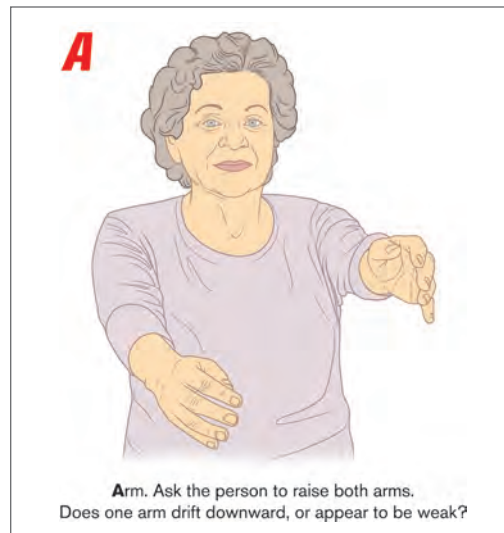 A
Arm. Ask the person to raise both arms.
Does one arm drift downward, or appear to be weak?